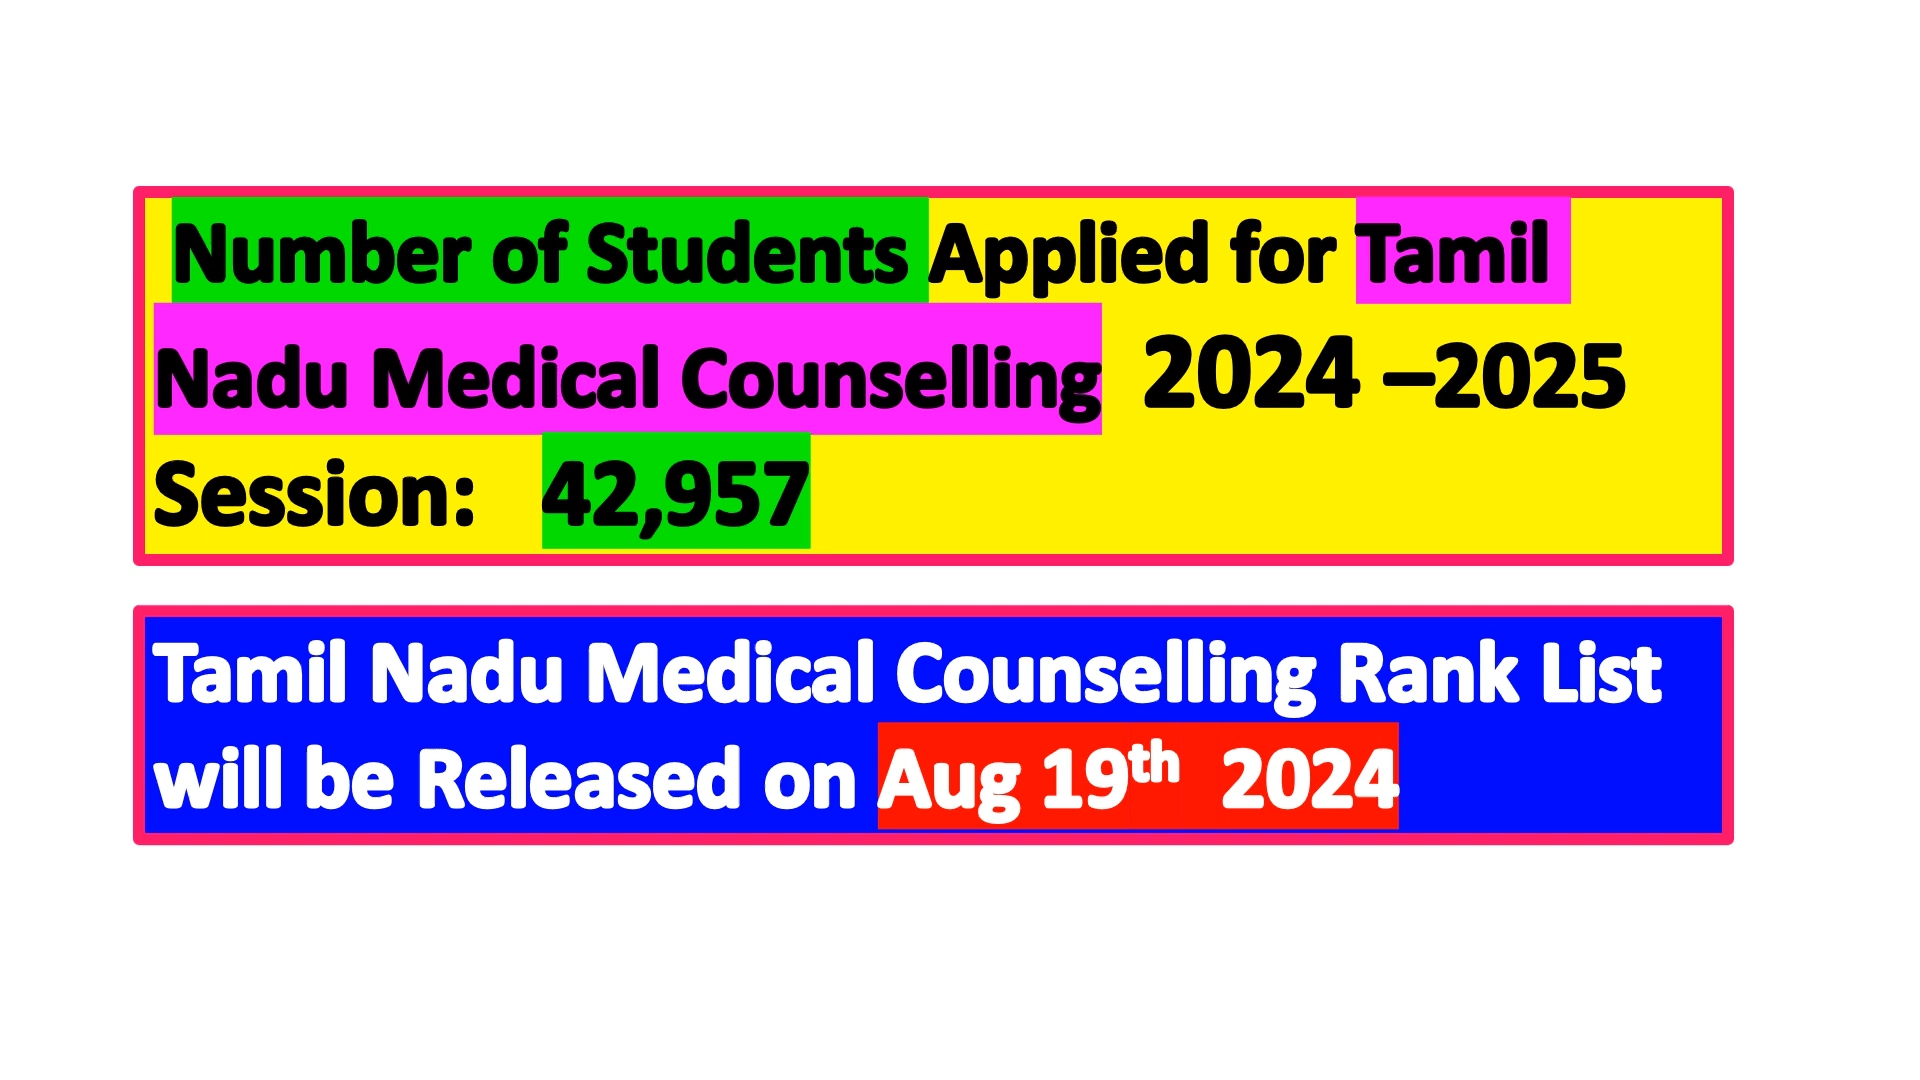 Number of Students Applied for Tamil
Nadu Medical Counselling 2024 –2025
Session: 42,957
Tamil Nadu Medical Counselling Rank List
will be Released on Aug 19th 2024